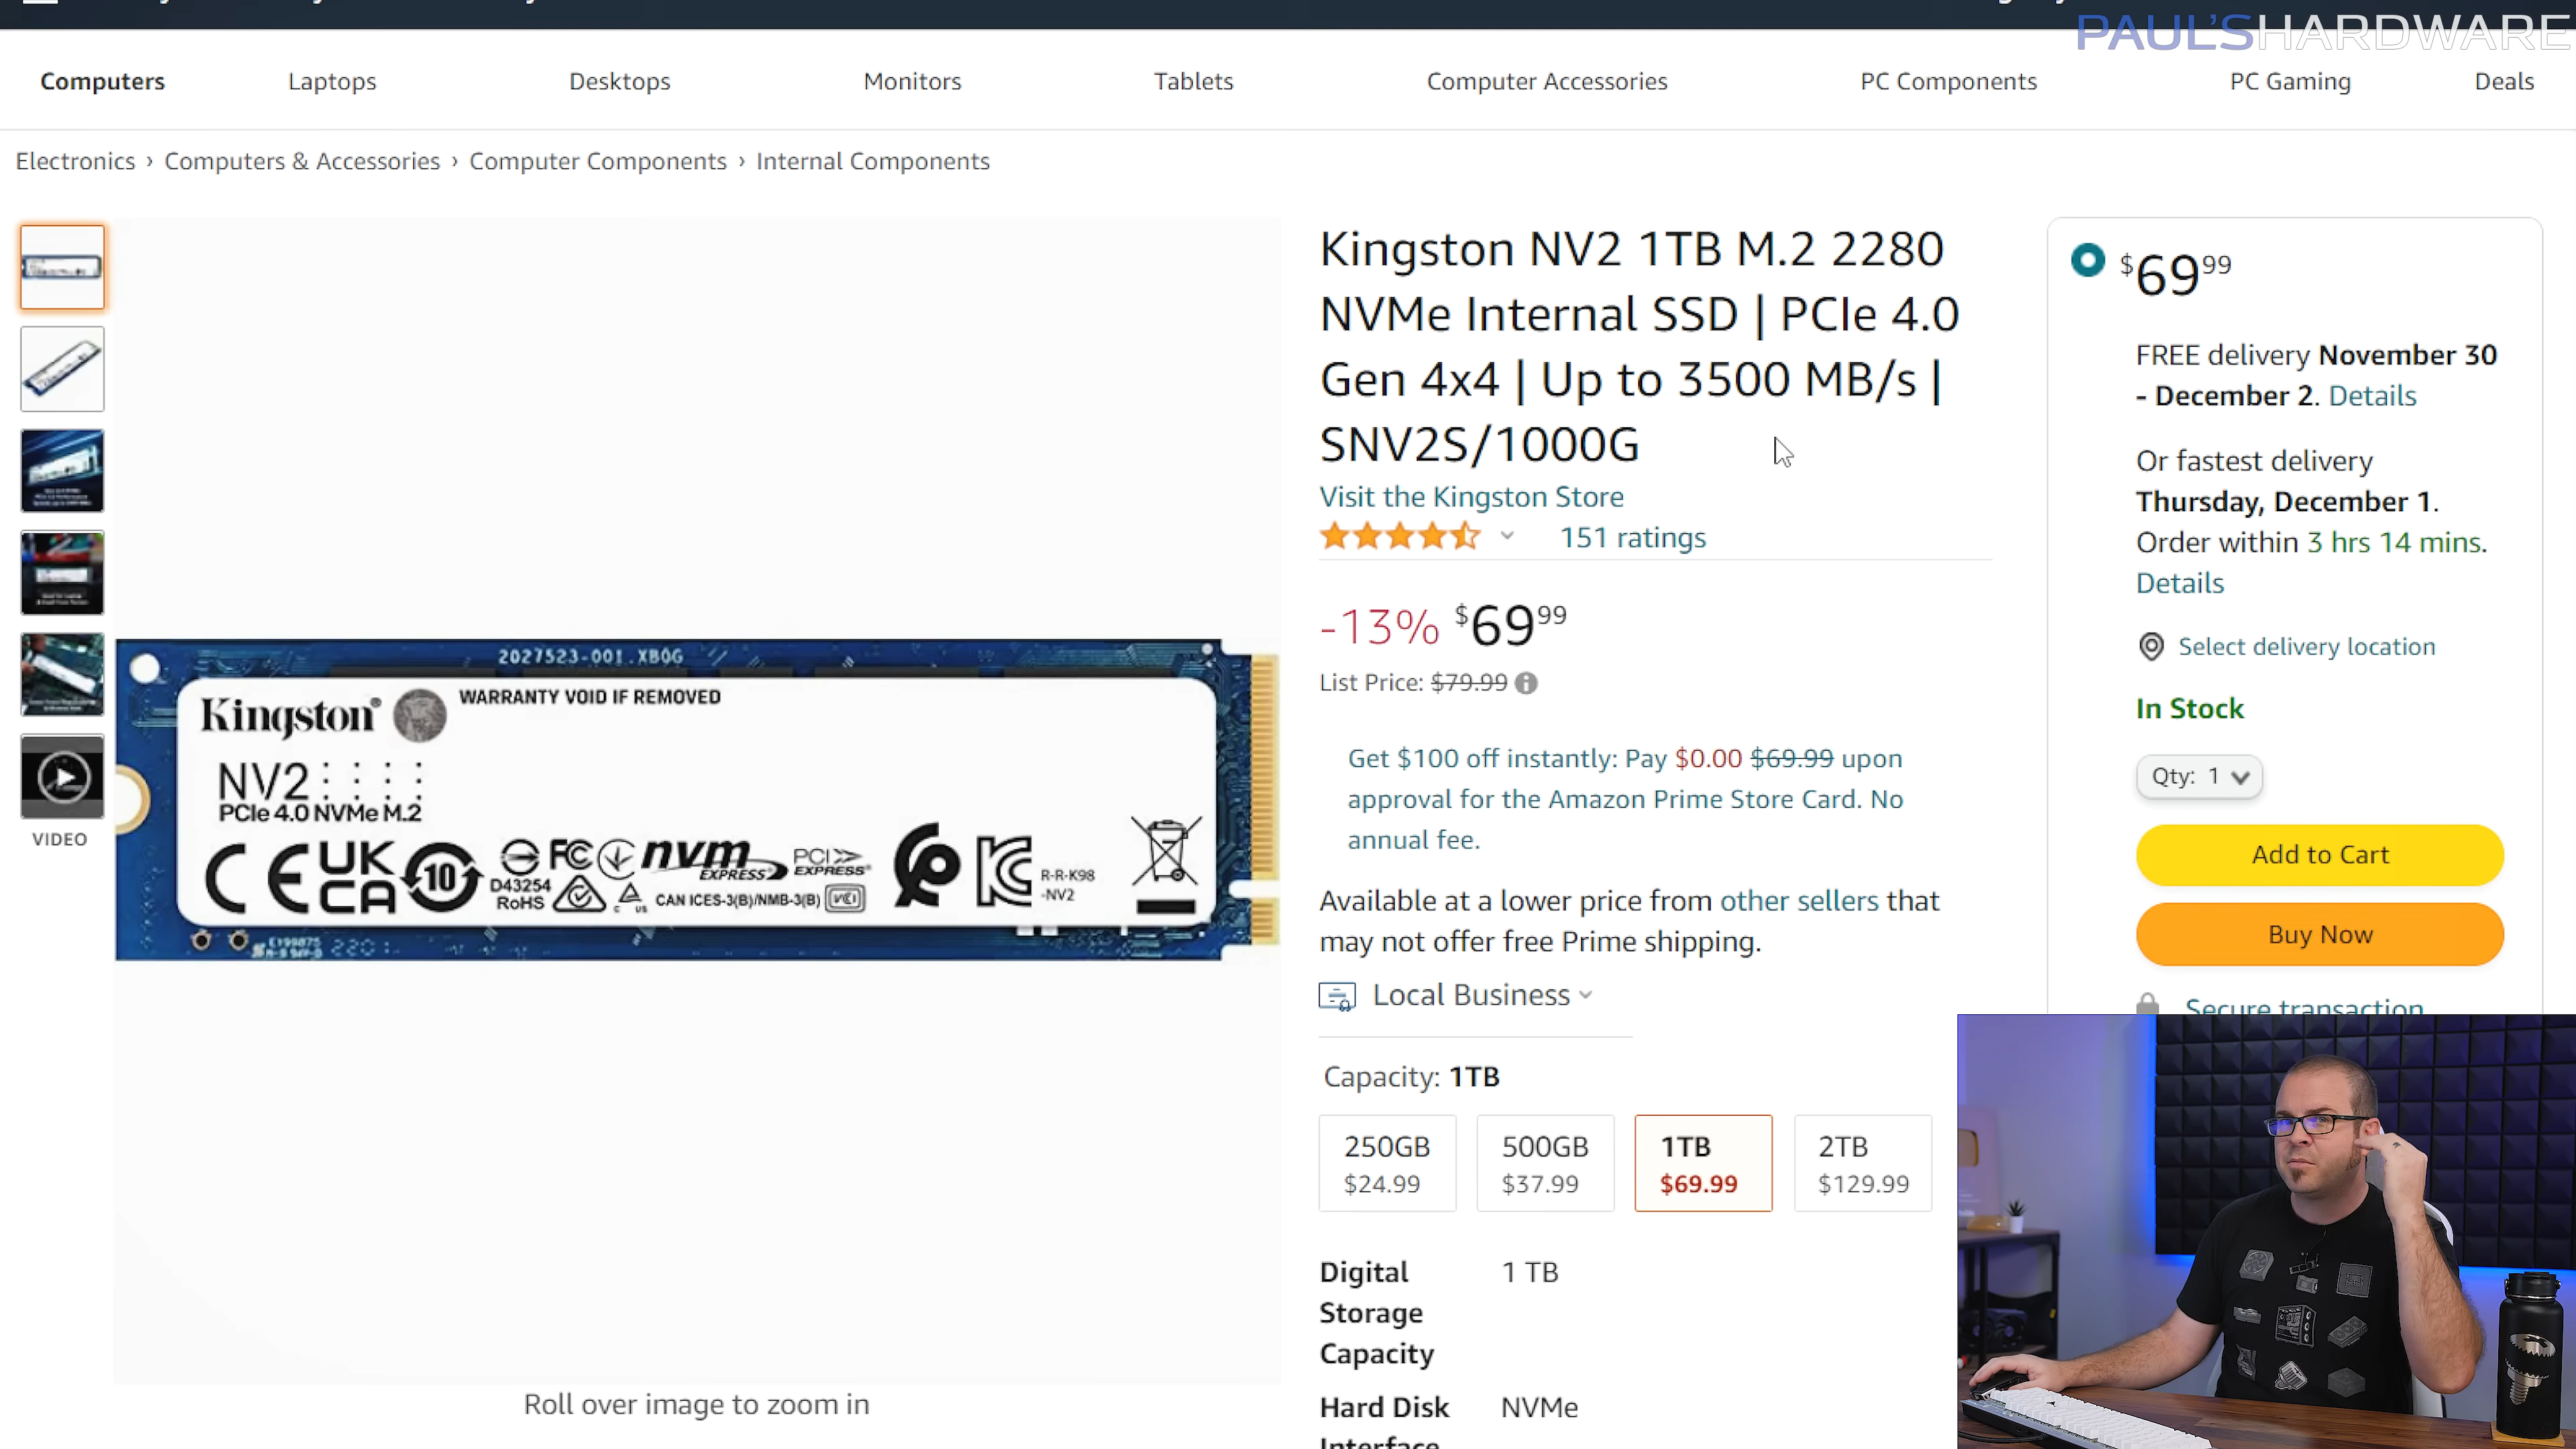 PAUL'SHARDWARE
Computers Laptops Desktops Monitors Tablets Computer Accessories PC Components PC Gaming Deals
Electronics › Computers & Accessories › Computer Components › Internal Components
Kingston NV2 1TB M.2 2280
NVMe Internal SSD | PCIe 4.0
Gen 4x4 | Up to 3500 MB/s |
SNV2S/1000G
Visit the Kingston Store
151 ratings
-13% $69 99
List Price: $79.99
Get $100 off instantly: Pay $0.00 $69.99 upon
approval for the Amazon Prime Store Card. No
annual fee.
Available at a lower price from other sellers that
may not offer free Prime shipping.
Local Business
Capacity: 1TB
250GB 500GB 1TB 2TB
$24.99 $37.99 $69.99 $129.99
Digital 1 TB
Storage
Capacity
Hard Disk NVMe
Interface
$69 99
FREE delivery November 30
- December 2. Details
Or fastest delivery
Thursday, December 1.
Order within 3 hrs 14 mins.
Details
Select delivery location
In Stock
Qty: 1
Add to Cart
Buy Now
Secure transaction
2027523-001.XB0G
Kingston® WARRANTY VOID IF REMOVED
NV2
PCIe 4.0 NVMe M.2
CE UK CA 10 FC nvm EXPRESS PCI EXPRESS® R-R-K98
-NV2
D43254
RoHS CAN ICES-3(B)/NMB-3(B) VCI
E199875
2201
VIDEO
Roll over image to zoom in